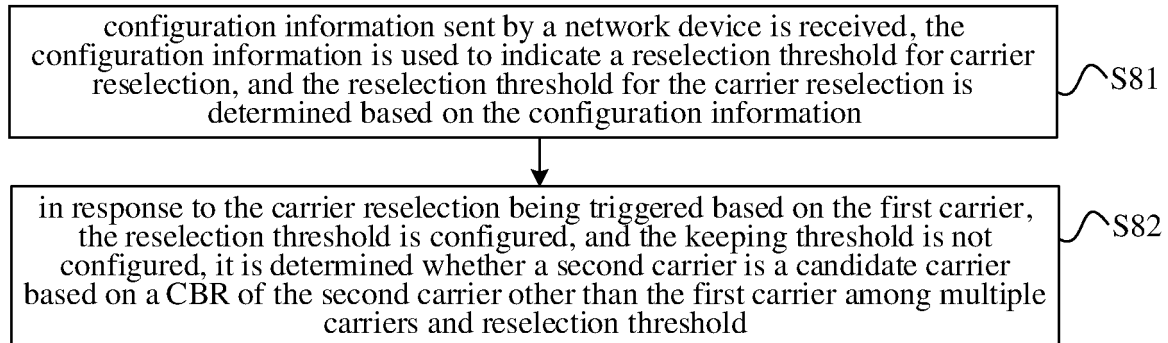 configuration information sent by a network device is received, the
configuration information is used to indicate a reselection threshold for carrier
reselection, and the reselection threshold for the carrier reselection is
determined based on the configuration information
S81
in response to the carrier reselection being triggered based on the first carrier,
the reselection threshold is configured, and the keeping threshold is not
configured, it is determined whether a second carrier is a candidate carrier
based on a CBR of the second carrier other than the first carrier among multiple
carriers and reselection threshold
S82